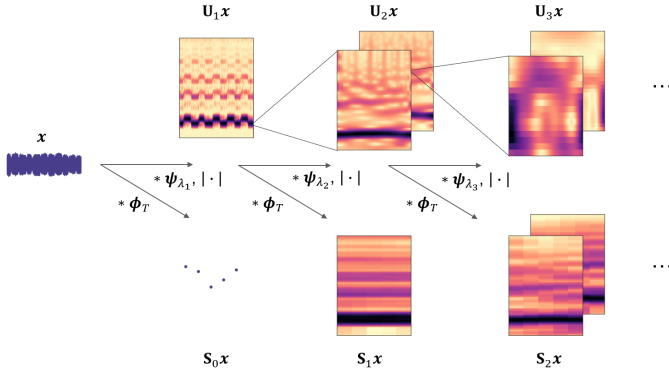 U₁x U₂x U₃x
...
x
* ψ_λ₁, | · | * ψ_λ₂, | · | * ψ_λ₃, | · |
* ϕ_T * ϕ_T * ϕ_T
...
S₀x S₁x S₂x